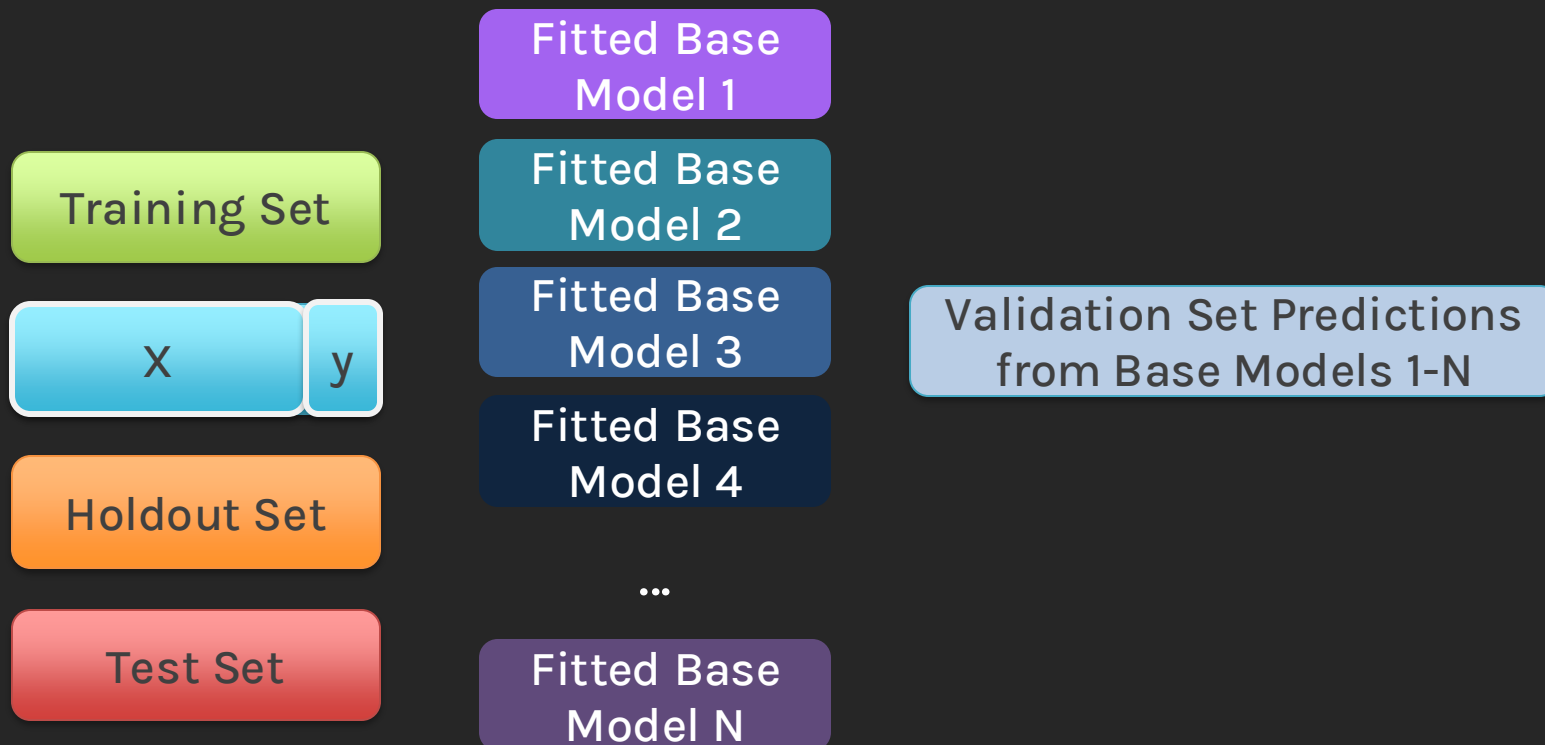 Training Set
X
y
Holdout Set
Test Set
Fitted Base
Model 1
Fitted Base
Model 2
Fitted Base
Model 3
Fitted Base
Model 4
...
Fitted Base
Model N
Validation Set Predictions
from Base Models 1-N